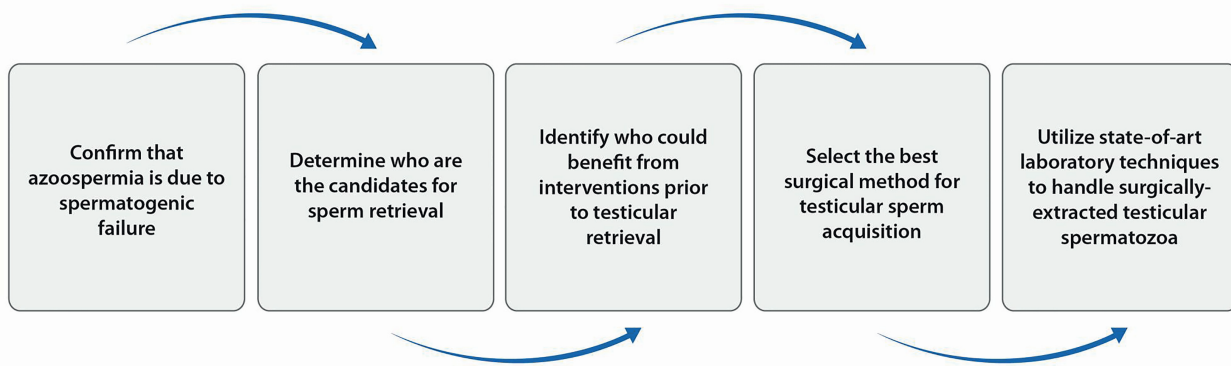 Confirm that
azoospermia is due to
spermatogenic
failure
Determine who are
the candidates for
sperm retrieval
Identify who could
benefit from
interventions prior
to testicular
retrieval
Select the best
surgical method for
testicular sperm
acquisition
Utilize state-of-art
laboratory techniques
to handle surgically-
extracted testicular
spermatozoa